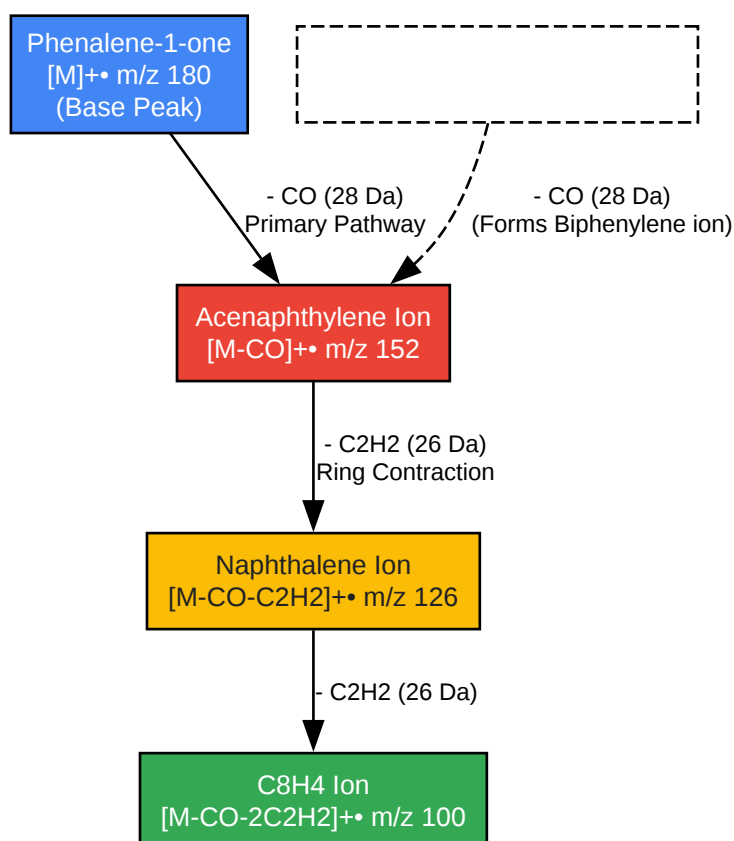 Phenalene-1-one
[M]+• m/z 180
(Base Peak)
- CO (28 Da)
Primary Pathway
- CO (28 Da)
(Forms Biphenylene ion)
Acenaphthylene Ion
[M-CO]+• m/z 152
- C2H2 (26 Da)
Ring Contraction
Naphthalene Ion
[M-CO-C2H2]+• m/z 126
- C2H2 (26 Da)
C8H4 Ion
[M-CO-2C2H2]+• m/z 100